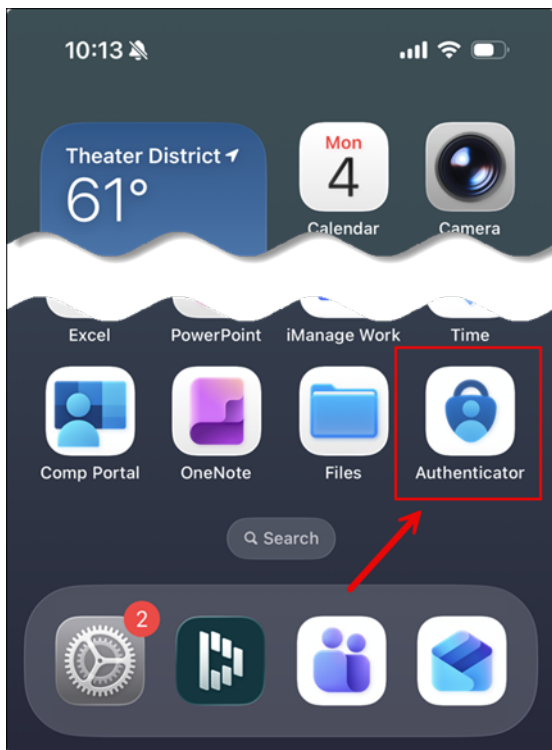 10:13
Theater District
61°
Mon
4
Calendar
Camera
Excel
PowerPoint
iManage Work
Time
Comp Portal
OneNote
Files
Authenticator
Search
2